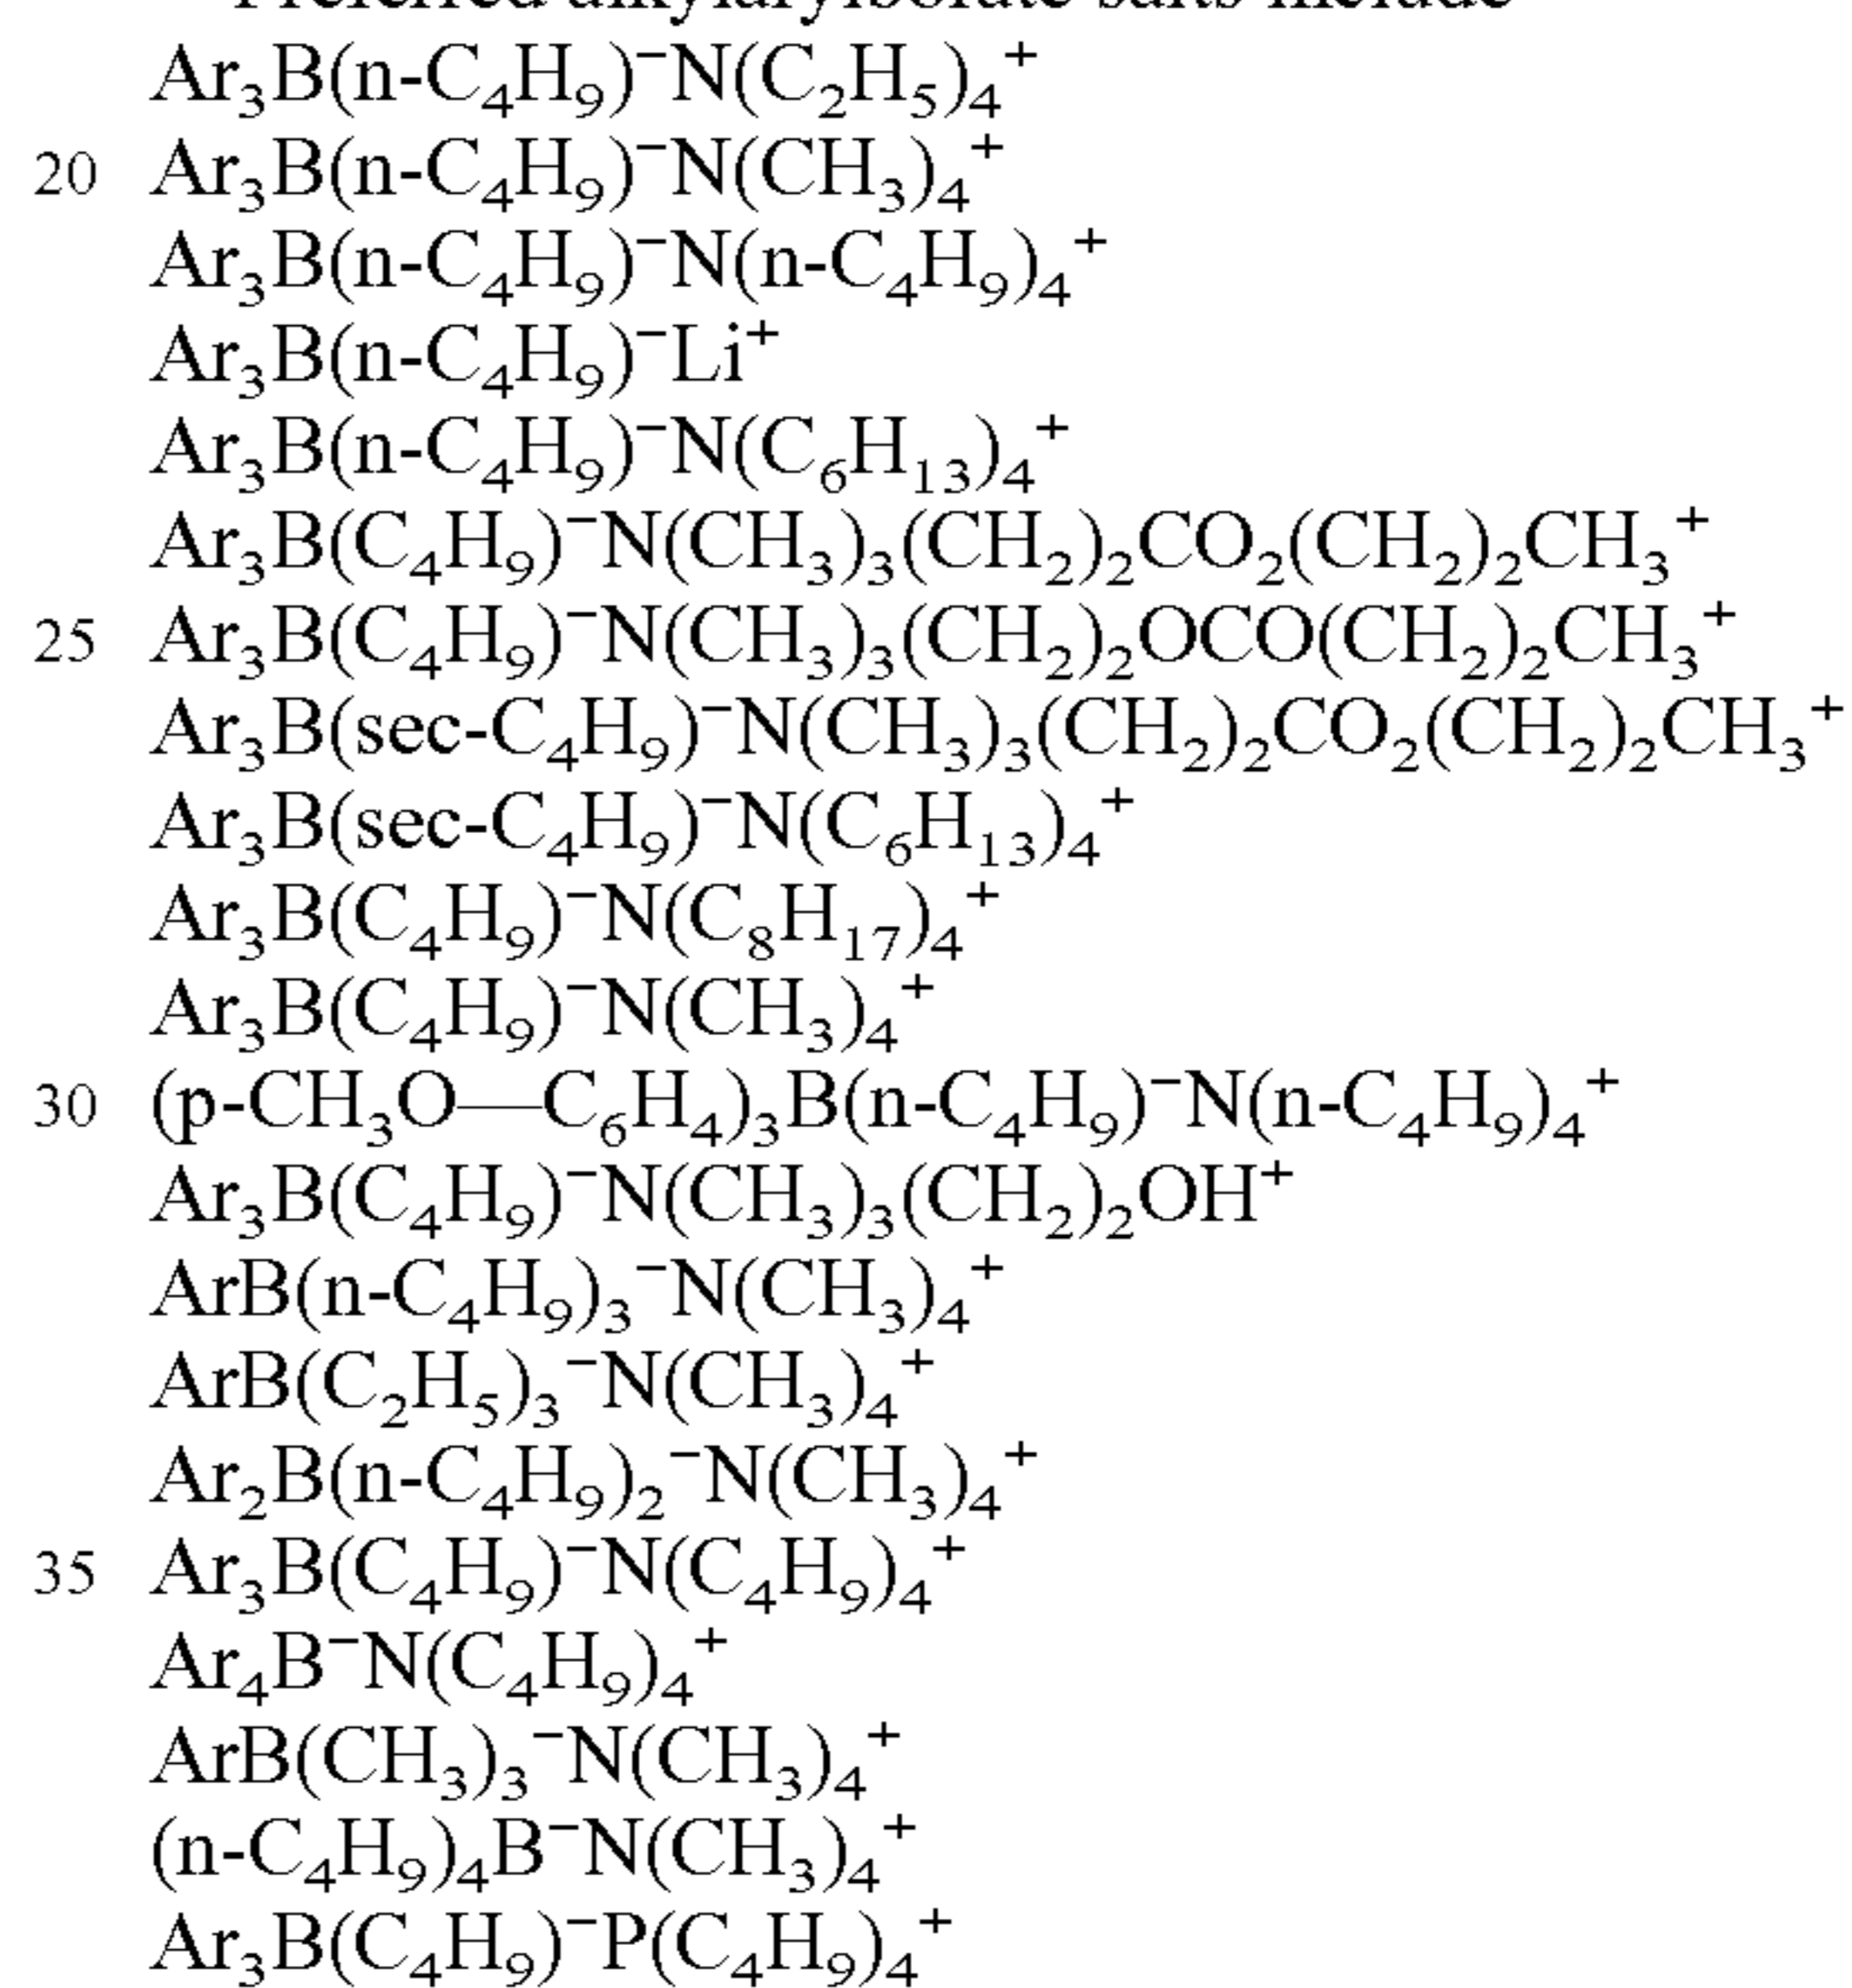 Preferred alkylarylborate salts include
Ar₃B(n-C₄H₉)⁻N(C₂H₅)₄⁺
20 Ar₃B(n-C₄H₉)⁻N(CH₃)₄⁺
Ar₃B(n-C₄H₉)⁻N(n-C₄H₉)₄⁺
Ar₃B(n-C₄H₉)⁻Li⁺
Ar₃B(n-C₄H₉)⁻N(C₆H₁₃)₄⁺
Ar₃B(C₄H₉)⁻N(CH₃)₃(CH₂)₂CO₂(CH₂)₂CH₃⁺
25 Ar₃B(C₄H₉)⁻N(CH₃)₃(CH₂)₂OCO(CH₂)₂CH₃⁺
Ar₃B(sec-C₄H₉)⁻N(CH₃)₃(CH₂)₂CO₂(CH₂)₂CH₃⁺
Ar₃B(sec-C₄H₉)⁻N(C₆H₁₃)₄⁺
Ar₃B(C₄H₉)⁻N(C₈H₁₇)₄⁺
Ar₃B(C₄H₉)⁻N(CH₃)₄⁺
30 (p-CH₃O—C₆H₄)₃B(n-C₄H₉)⁻N(n-C₄H₉)₄⁺
Ar₃B(C₄H₉)⁻N(CH₃)₃(CH₂)₂OH⁺
ArB(n-C₄H₉)₃⁻N(CH₃)₄⁺
ArB(C₂H₅)₃⁻N(CH₃)₄⁺
Ar₂B(n-C₄H₉)₂⁻N(CH₃)₄⁺
35 Ar₃B(C₄H₉)⁻N(C₄H₉)₄⁺
Ar₄B⁻N(C₄H₉)₄⁺
ArB(CH₃)₃⁻N(CH₃)₄⁺
(n-C₄H₉)₄B⁻N(CH₃)₄⁺
Ar₃B(C₄H₉)⁻P(C₄H₉)₄⁺